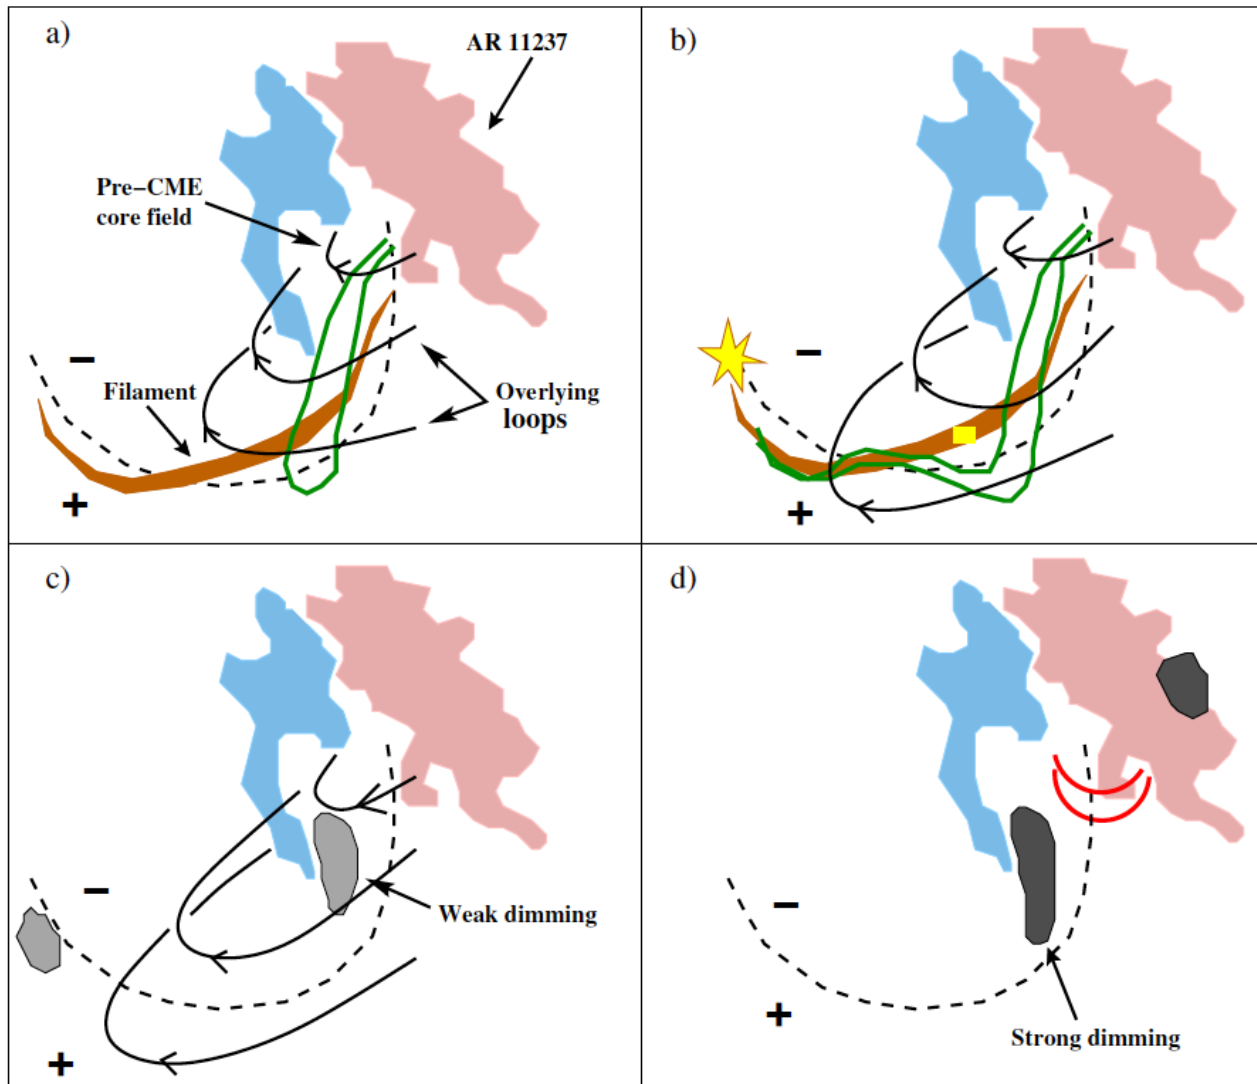 a)
AR 11237
Pre−CME
core field
−
Filament
Overlying
loops
+
b)
−
+
c)
−
Weak dimming
+
d)
−
+
Strong dimming